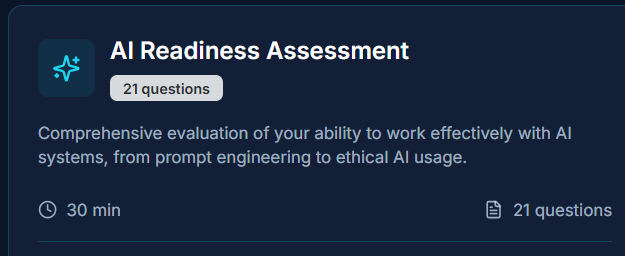 AI Readiness Assessment
21 questions
Comprehensive evaluation of your ability to work effectively with AI
systems, from prompt engineering to ethical AI usage.
30 min
21 questions